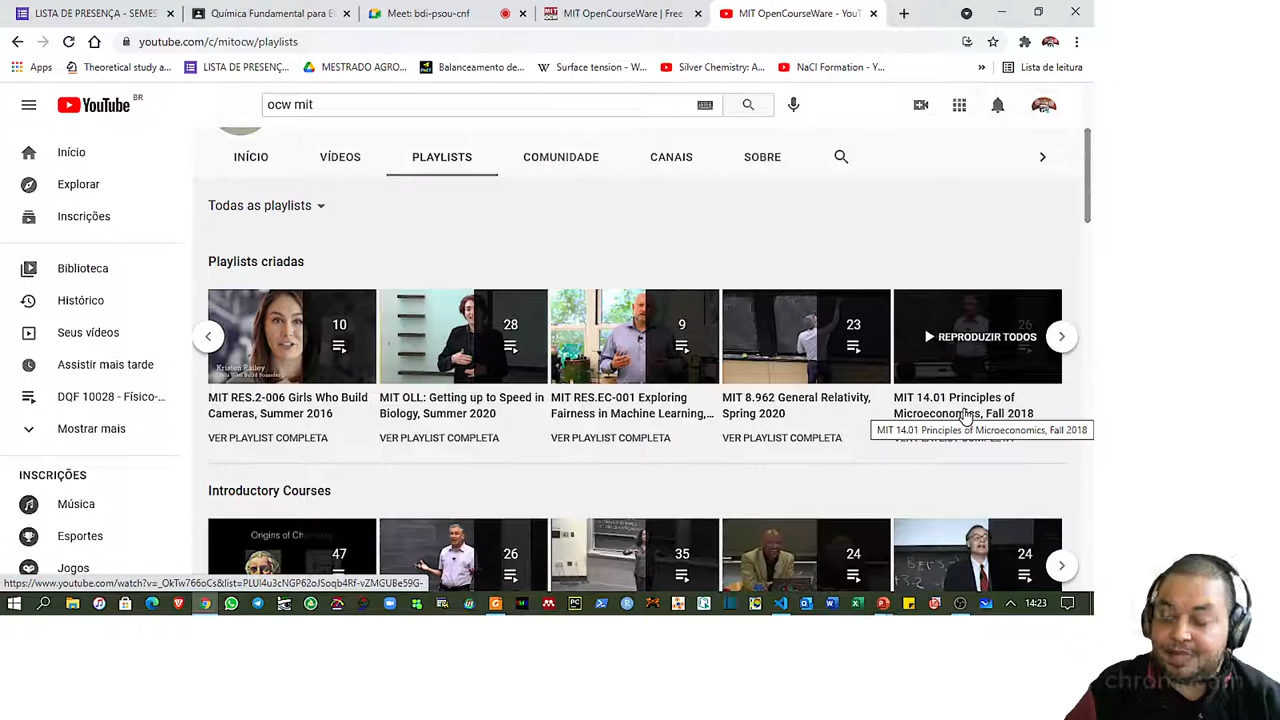 LISTA DE PRESENÇA - SEMES
Química Fundamental para E
Meet: bdi-psou-cnf
MIT OpenCourseWare | Free
MIT OpenCourseWare - YouT
youtube.com/c/mitocw/playlists
Apps
Theoretical study a...
LISTA DE PRESENÇ...
MESTRADO AGRO...
Balanceamento de...
Surface tension - W...
Silver Chemistry: A...
NaCl Formation - Y...
»
Lista de leitura
YouTube BR
ocw mit
INÍCIO
VÍDEOS
PLAYLISTS
COMUNIDADE
CANAIS
SOBRE
Início
Explorar
Inscrições
Biblioteca
Histórico
Seus vídeos
Assistir mais tarde
DQF 10028 - Físico-...
Mostrar mais
INSCRIÇÕES
Música
Esportes
Jogos
Todas as playlists
Playlists criadas
10
28
9
23
26
REPRODUZIR TODOS
Kristen Railey
Girls Who Build Founder
MIT RES.2-006 Girls Who Build
Cameras, Summer 2016
VER PLAYLIST COMPLETA
MIT OLL: Getting up to Speed in
Biology, Summer 2020
VER PLAYLIST COMPLETA
MIT RES.EC-001 Exploring
Fairness in Machine Learning,...
VER PLAYLIST COMPLETA
MIT 8.962 General Relativity,
Spring 2020
VER PLAYLIST COMPLETA
MIT 14.01 Principles of
Microeconomics, Fall 2018
MIT 14.01 Principles of Microeconomics, Fall 2018
Introductory Courses
47
26
35
24
24
14:23